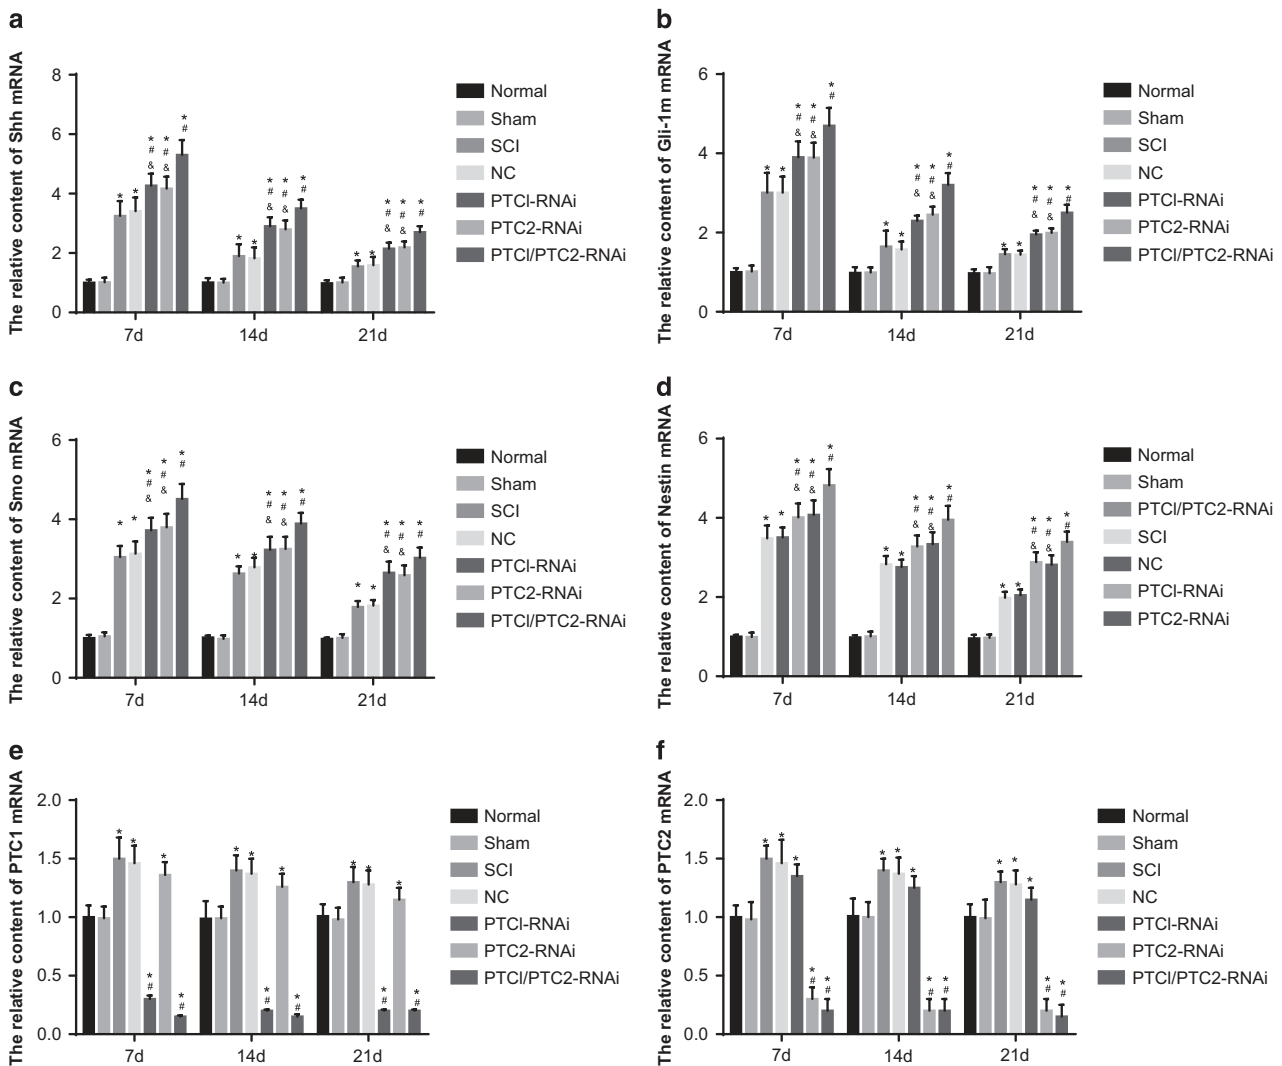 a
The relative content of Shh mRNA
8
6
4
2
0
* * * # & * # & * #
* * * # & * # & * #
* * * # & * # & * #
7d 14d 21d
Normal
Sham
SCI
NC
PTCl-RNAi
PTC2-RNAi
PTCl/PTC2-RNAi
b
The relative content of Gli-1m mRNA
6
4
2
0
* * * # & * # & * #
* * * # & * # & * #
* * * # & * # & * #
7d 14d 21d
Normal
Sham
SCI
NC
PTCl-RNAi
PTC2-RNAi
PTCl/PTC2-RNAi
c
The relative content of Smo mRNA
6
4
2
0
* * * # & * # & * #
* * * # & * # & * #
* * * # & * # & * #
7d 14d 21d
Normal
Sham
SCI
NC
PTCl-RNAi
PTC2-RNAi
PTCl/PTC2-RNAi
d
The relative content of Nestin mRNA
6
4
2
0
* * * # & * # & * #
* * * # & * # & * #
* * * # & * # & * #
7d 14d 21d
Normal
Sham
PTCl/PTC2-RNAi
SCI
NC
PTCl-RNAi
PTC2-RNAi
e
The relative content of PTC1 mRNA
2.0
1.5
1.0
0.5
0.0
* * * # * * #
* * * # * * #
* * * # * * #
7d 14d 21d
Normal
Sham
SCI
NC
PTCl-RNAi
PTC2-RNAi
PTCl/PTC2-RNAi
f
The relative content of PTC2 mRNA
2.0
1.5
1.0
0.5
0.0
* * * * # * #
* * * * # * #
* * * * # * #
7d 14d 21d
Normal
Sham
SCI
NC
PTCl-RNAi
PTC2-RNAi
PTCl/PTC2-RNAi